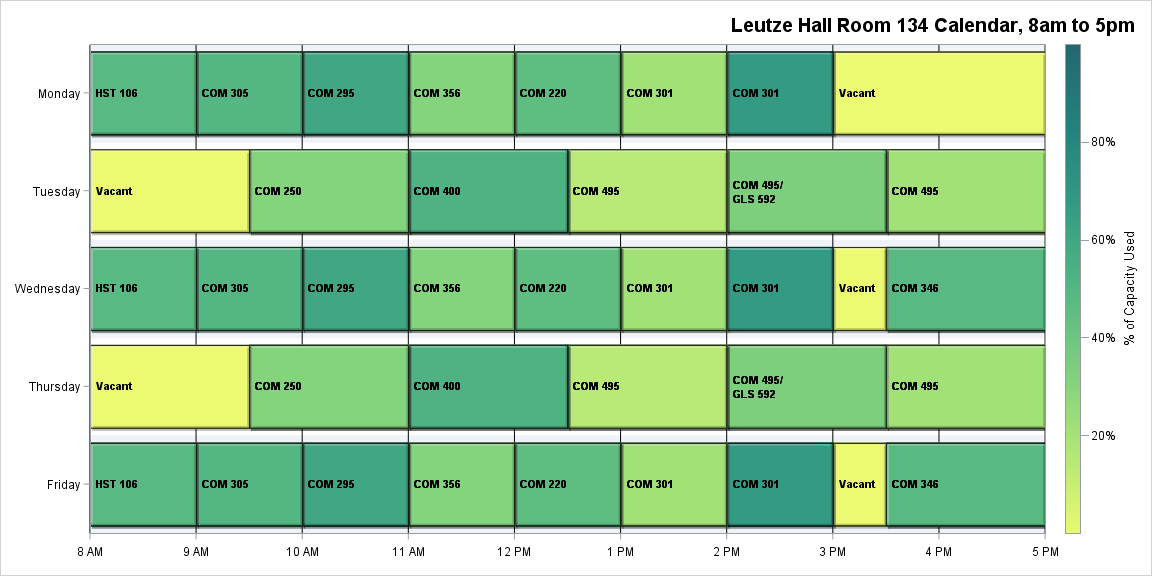 Leutze Hall Room 134 Calendar, 8am to 5pm
Monday
HST 106
COM 305
COM 295
COM 356
COM 220
COM 301
COM 301
Vacant
Tuesday
Vacant
COM 250
COM 400
COM 495
COM 495/
GLS 592
COM 495
Wednesday
HST 106
COM 305
COM 295
COM 356
COM 220
COM 301
COM 301
Vacant
COM 346
Thursday
Vacant
COM 250
COM 400
COM 495
COM 495/
GLS 592
COM 495
Friday
HST 106
COM 305
COM 295
COM 356
COM 220
COM 301
COM 301
Vacant
COM 346
8 AM
9 AM
10 AM
11 AM
12 PM
1 PM
2 PM
3 PM
4 PM
5 PM
80%
60%
40%
20%
% of Capacity Used